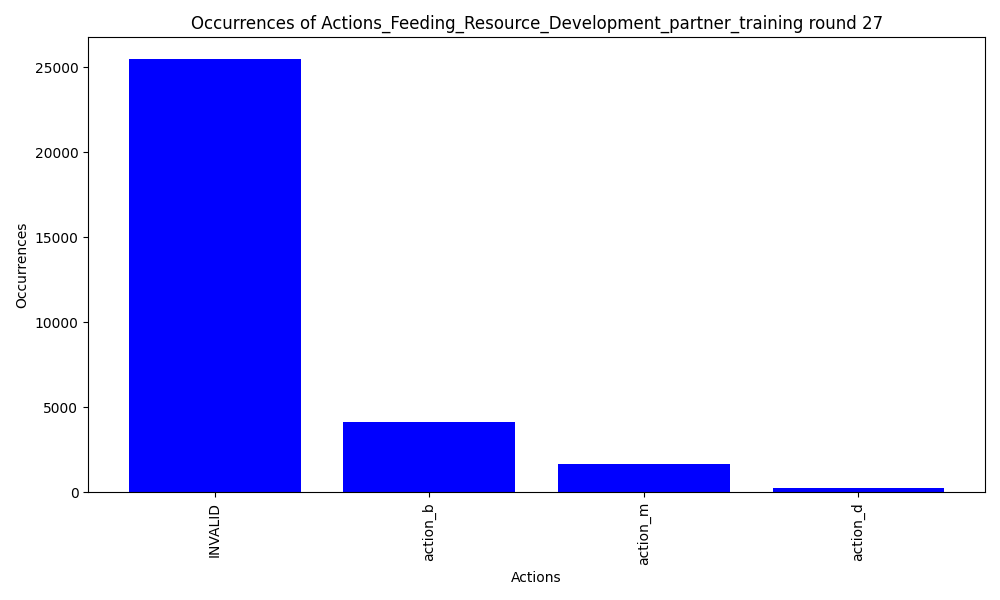 Occurrences of Actions_Feeding_Resource_Development_partner_training round 27
25000
20000
15000
10000
5000
0
Occurrences
INVALID
action_b
action_m
action_d
Actions